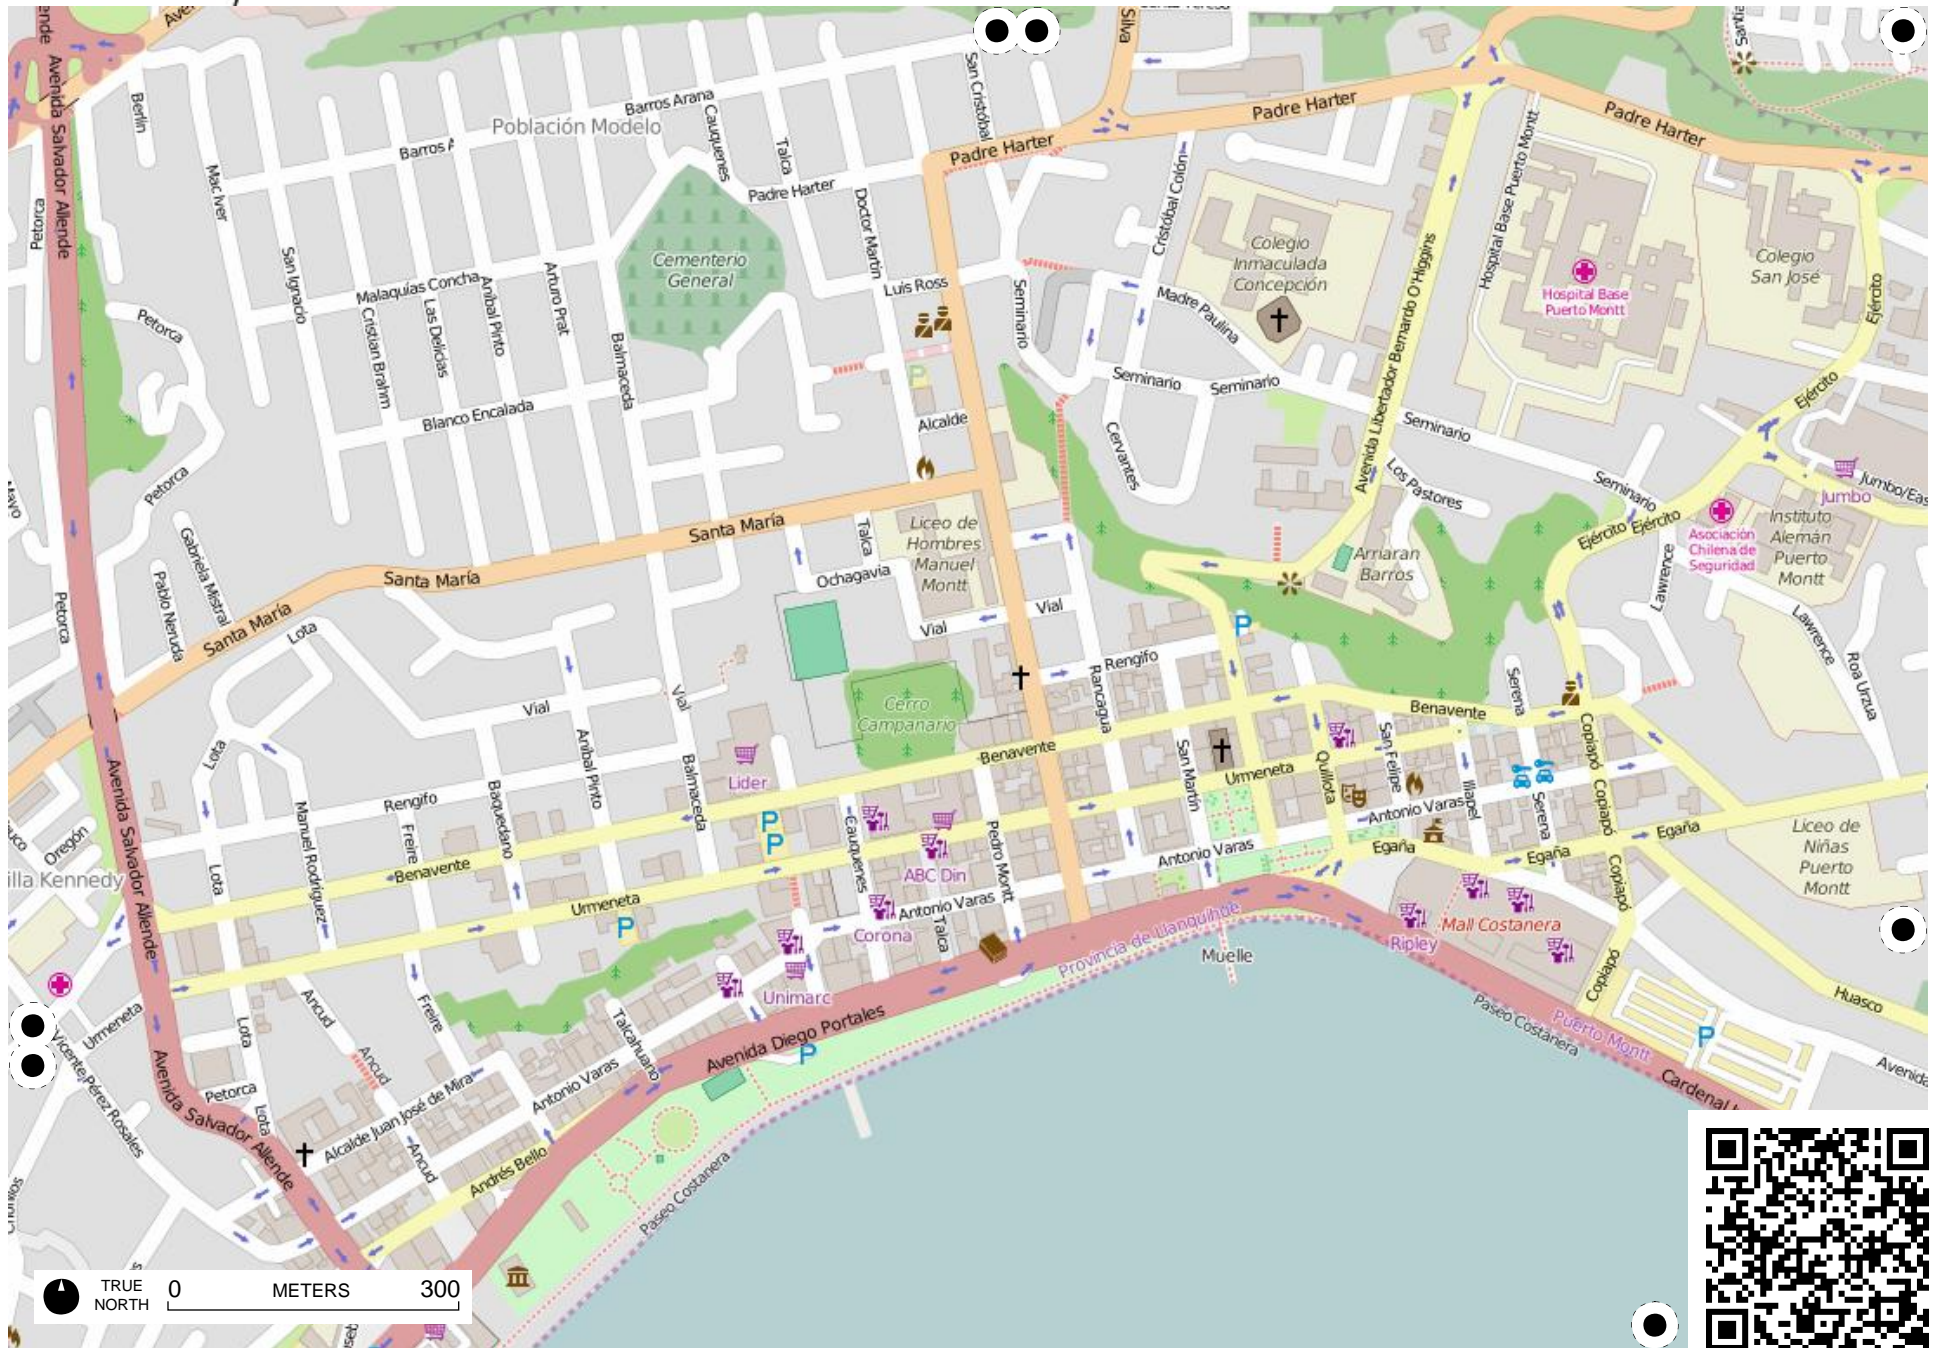 Silva
Avenida Salvador Allende
Berlín
Mac Iver
Barros Arana
Población Modelo
Cauquenes
Talca
Padre Harter
San Cristóbal
Padre Harter
Padre Harter
Padre Harter
Petorca
San Ignacio
Malaquías Concha
Cristian Brahm
Las Delicias
Aníbal Pinto
Arturo Prat
Balmaceda
Blanco Encalada
Cementerio
General
Doctor Martín
Luis Ross
Seminario
Cristóbal Colón
Madre Paulina
Colegio
Inmaculada
Concepción
Avenida Libertador Bernardo O'Higgins
Hospital Base Puerto Montt
Hospital Base
Puerto Montt
Colegio
San José
Ejército
Ejército
Petorca
Petorca
Alcalde
Seminario
Seminario
Cervantes
Seminario
Los Pastores
Seminario
Ejército
Ejército
Jumbo
Asociación
Chilena de
Seguridad
Instituto
Alemán
Puerto
Montt
Santa María
Santa María
Santa María
Gabriela Mistral
Pablo Neruda
Petorca
Lota
Talca
Ochagavia
Liceo de
Hombres
Manuel
Montt
Vial
Vial
Arriaran
Barros
Lawrence
Lawrence
Roa Urzua
Rengifo
Rancagua
Vial
Vial
Cerro
Campanario
Benavente
Benavente
Serena
Copiapó
Copiapó
Lota
Aníbal Pinto
Balmaceda
Lider
San Martín
Urmeneta
Quillota
San Felipe
Illapel
Antonio Varas
Serena
Egaña
Egaña
Egaña
Avenida Salvador Allende
Oregón
Rengifo
Manuel Rodríguez
Freire
Baquedano
Benavente
Lota
Urmeneta
Cauquenes
ABC Din
Pedro Montt
Antonio Varas
Antonio Varas
Corona
Talca
Unimarc
Provincia de Llanquihue
Muelle
Ripley
Mall Costanera
Copiapó
Copiapó
Liceo de
Niñas
Puerto
Montt
Huasco
Paseo Costanera
Puerto Montt
Avenida
Avenida Diego Portales
Urmeneta
Vicente Pérez Rosales
Lota
Ancud
Freire
Ancud
Talcahuano
Antonio Varas
Petorca
Lota
Alcalde Juan José de Mira
Ancud
Avenida Salvador Allende
Andrés Bello
Paseo Costanera
TRUE
NORTH
0 METERS 300